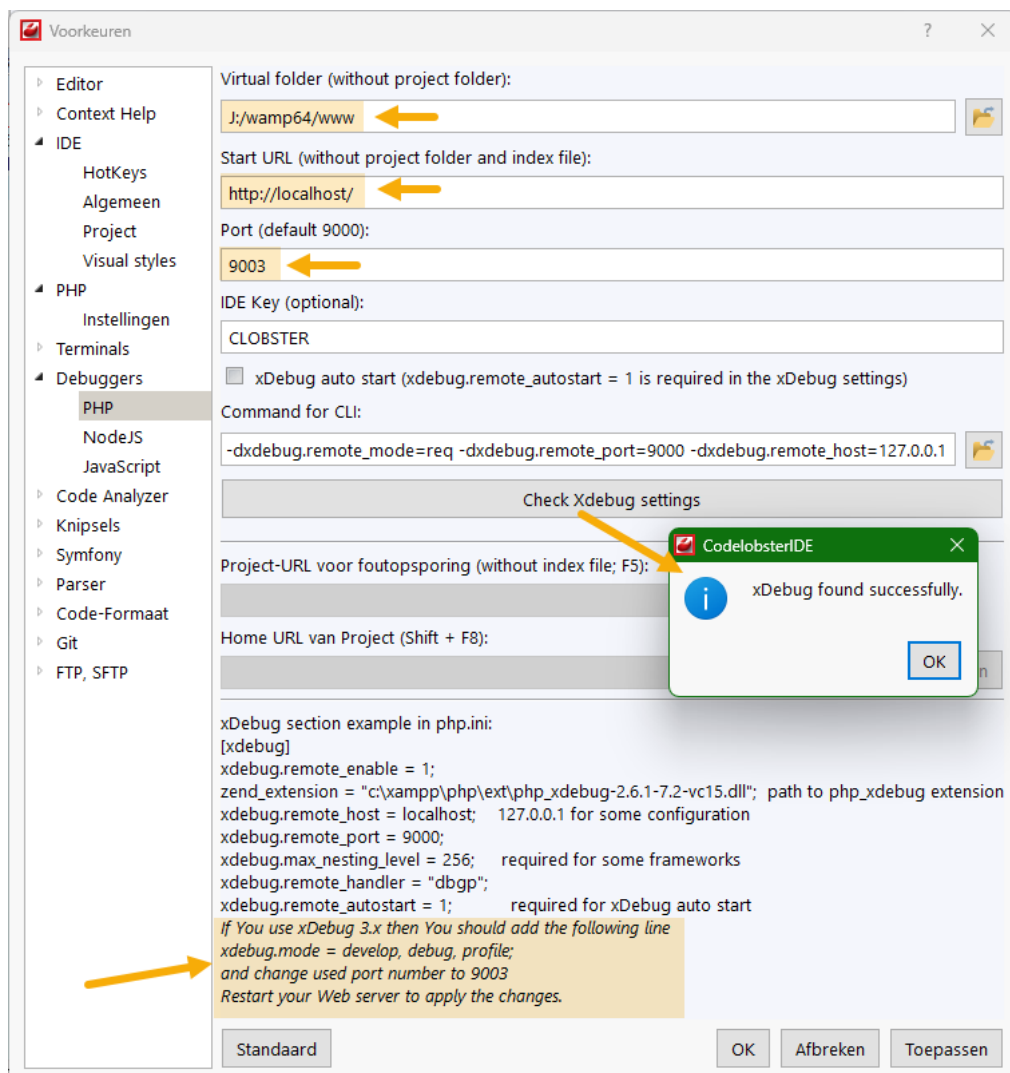 Voorkeuren
?
Editor
Context Help
IDE
HotKeys
Algemeen
Project
Visual styles
PHP
Instellingen
Terminals
Debuggers
PHP
NodeJS
JavaScript
Code Analyzer
Knipsels
Symfony
Parser
Code-Formaat
Git
FTP, SFTP
Virtual folder (without project folder):
J:/wamp64/www
Start URL (without project folder and index file):
http://localhost/
Port (default 9000):
9003
IDE Key (optional):
CLOBSTER
xDebug auto start (xdebug.remote_autostart = 1 is required in the xDebug settings)
Command for CLI:
-dxdebug.remote_mode=req -dxdebug.remote_port=9000 -dxdebug.remote_host=127.0.0.1
Check Xdebug settings
Project-URL voor foutopsporing (without index file; F5):
Home URL van Project (Shift + F8):
CodelobsterIDE
xDebug found successfully.
OK
xDebug section example in php.ini:
[xdebug]
xdebug.remote_enable = 1;
zend_extension = "c:\xampp\php\ext\php_xdebug-2.6.1-7.2-vc15.dll"; path to php_xdebug extension
xdebug.remote_host = localhost; 127.0.0.1 for some configuration
xdebug.remote_port = 9000;
xdebug.max_nesting_level = 256; required for some frameworks
xdebug.remote_handler = "dbgp";
xdebug.remote_autostart = 1; required for xDebug auto start
If You use xDebug 3.x then You should add the following line
xdebug.mode = develop, debug, profile;
and change used port number to 9003
Restart your Web server to apply the changes.
Standaard
OK
Afbreken
Toepassen